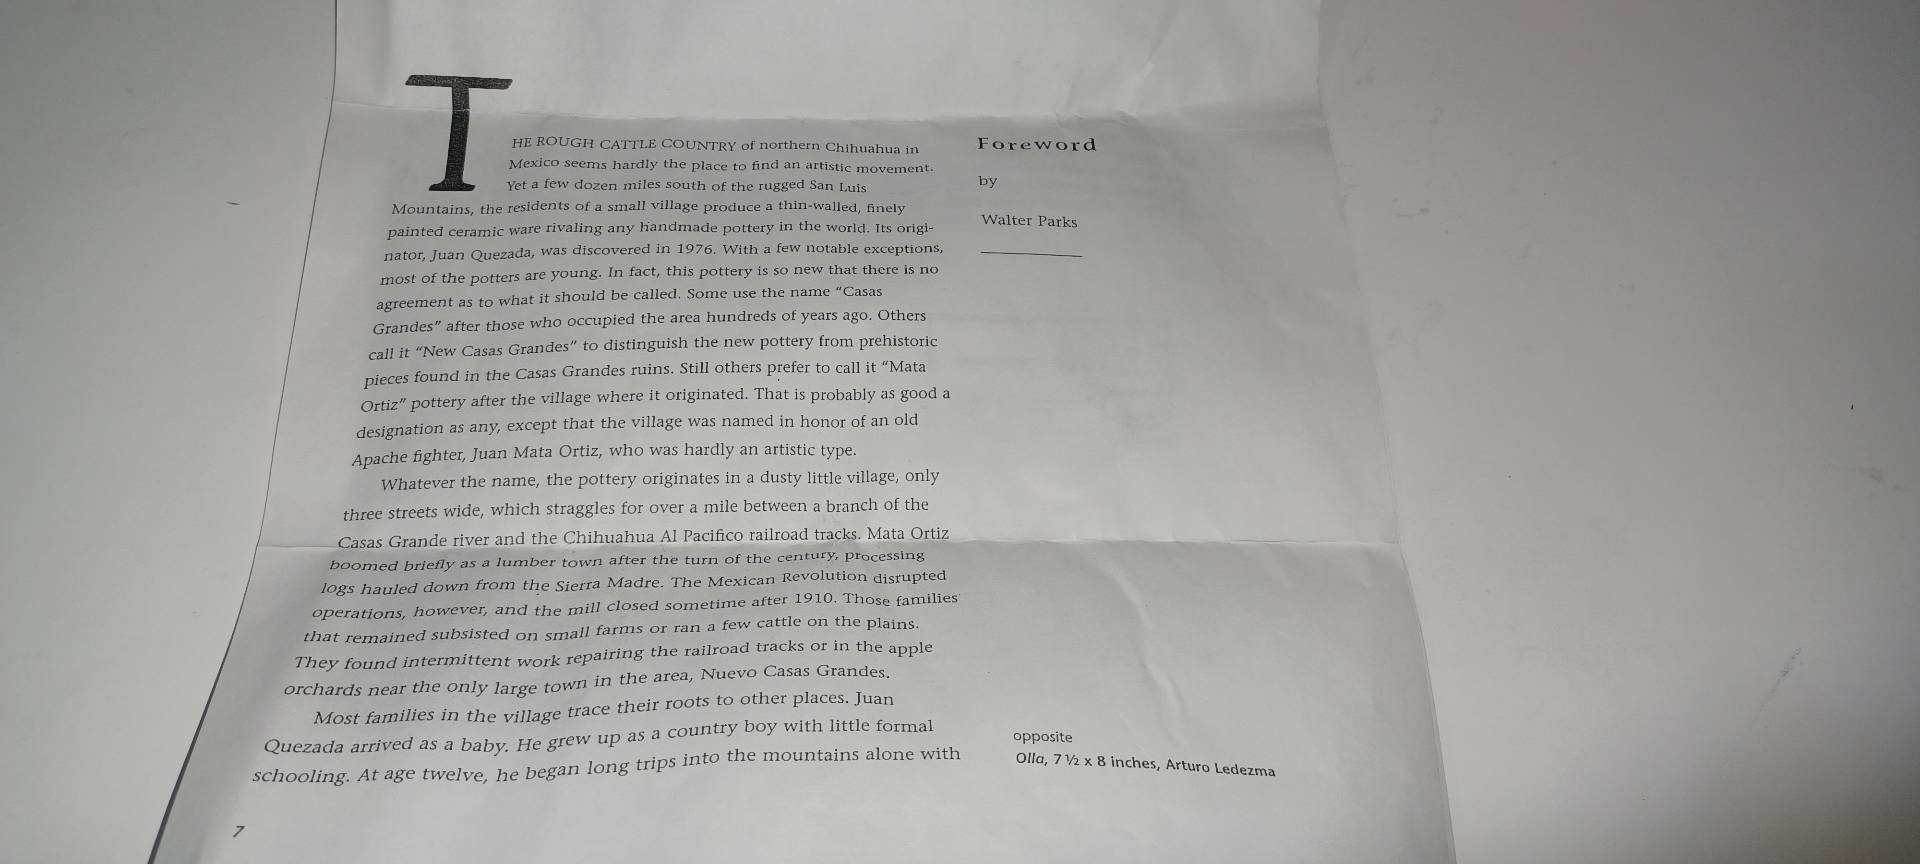 THE ROUGH CATTLE COUNTRY of northern Chihuahua in
Mexico seems hardly the place to find an artistic movement.
Yet a few dozen miles south of the rugged San Luis
Mountains, the residents of a small village produce a thin-walled, finely
painted ceramic ware rivaling any handmade pottery in the world. Its origi-
nator, Juan Quezada, was discovered in 1976. With a few notable exceptions,
most of the potters are young. In fact, this pottery is so new that there is no
agreement as to what it should be called. Some use the name “Casas
Grandes” after those who occupied the area hundreds of years ago. Others
call it “New Casas Grandes” to distinguish the new pottery from prehistoric
pieces found in the Casas Grandes ruins. Still others prefer to call it “Mata
Ortiz” pottery after the village where it originated. That is probably as good a
designation as any, except that the village was named in honor of an old
Apache fighter, Juan Mata Ortiz, who was hardly an artistic type.
Whatever the name, the pottery originates in a dusty little village, only
three streets wide, which straggles for over a mile between a branch of the
Casas Grande river and the Chihuahua Al Pacifico railroad tracks. Mata Ortiz
boomed briefly as a lumber town after the turn of the century, processing
logs hauled down from the Sierra Madre. The Mexican Revolution disrupted
operations, however, and the mill closed sometime after 1910. Those families
that remained subsisted on small farms or ran a few cattle on the plains.
They found intermittent work repairing the railroad tracks or in the apple
orchards near the only large town in the area, Nuevo Casas Grandes.
Most families in the village trace their roots to other places. Juan
Quezada arrived as a baby. He grew up as a country boy with little formal
schooling. At age twelve, he began long trips into the mountains alone with
7
Foreword
by
Walter Parks
opposite
Olla, 7 ½ x 8 inches, Arturo Ledezma